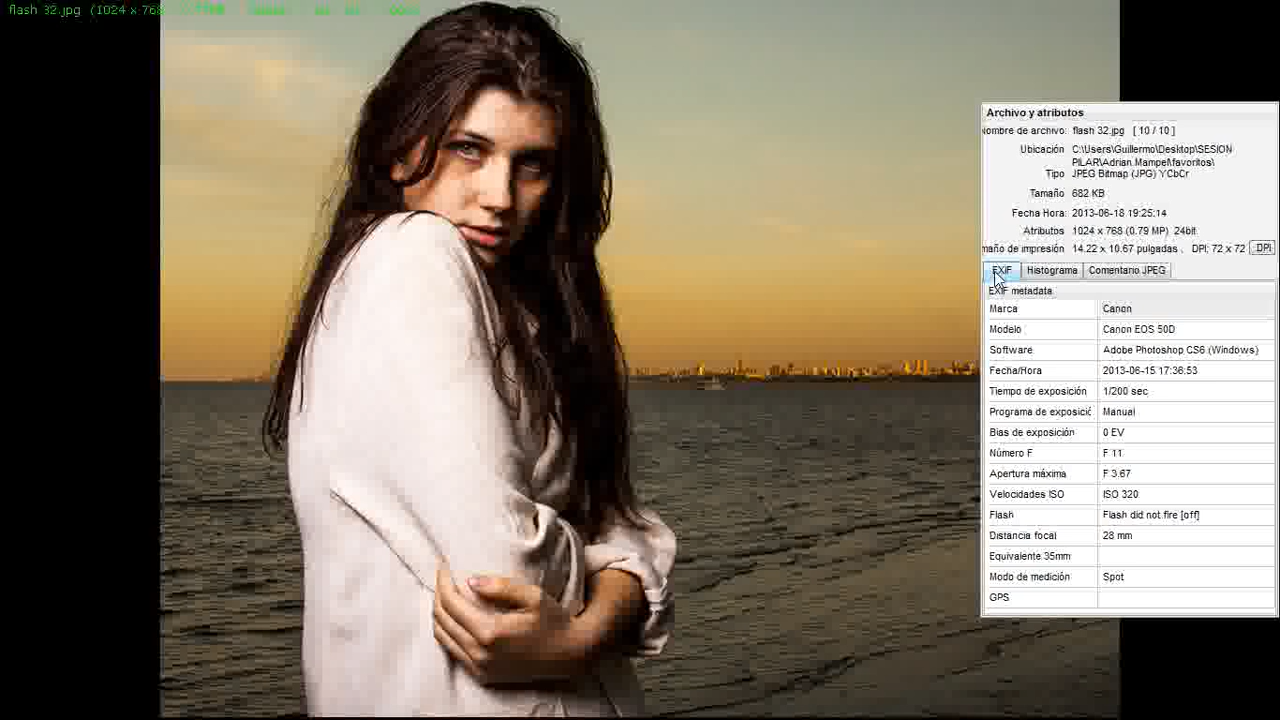 flash 32.jpg (1024 x 768
Archivo y atributos
ombre de archivo: flash 32.jpg [ 10 / 10 ]
Ubicación C:\Users\Guillermo\Desktop\SESION
PILAR\Adrian.Mampel\favoritos\
Tipo JPEG Bitmap (JPG) YCbCr
Tamaño 682 KB
Fecha Hora: 2013-06-18 19:25:14
Atributos 1024 x 768 (0.79 MP) 24bit
maño de impresión 14.22 x 10.67 pulgadas , DPI: 72 x 72 DPI
EXIF Histograma Comentario JPEG
EXIF metadata
Marca Canon
Modelo Canon EOS 50D
Software Adobe Photoshop CS6 (Windows)
Fecha/Hora 2013-06-15 17:36:53
Tiempo de exposición 1/200 sec
Programa de exposició Manual
Bias de exposición 0 EV
Número F F 11
Apertura máxima F 3.67
Velocidades ISO ISO 320
Flash Flash did not fire [off]
Distancia focal 28 mm
Equivalente 35mm
Modo de medición Spot
GPS